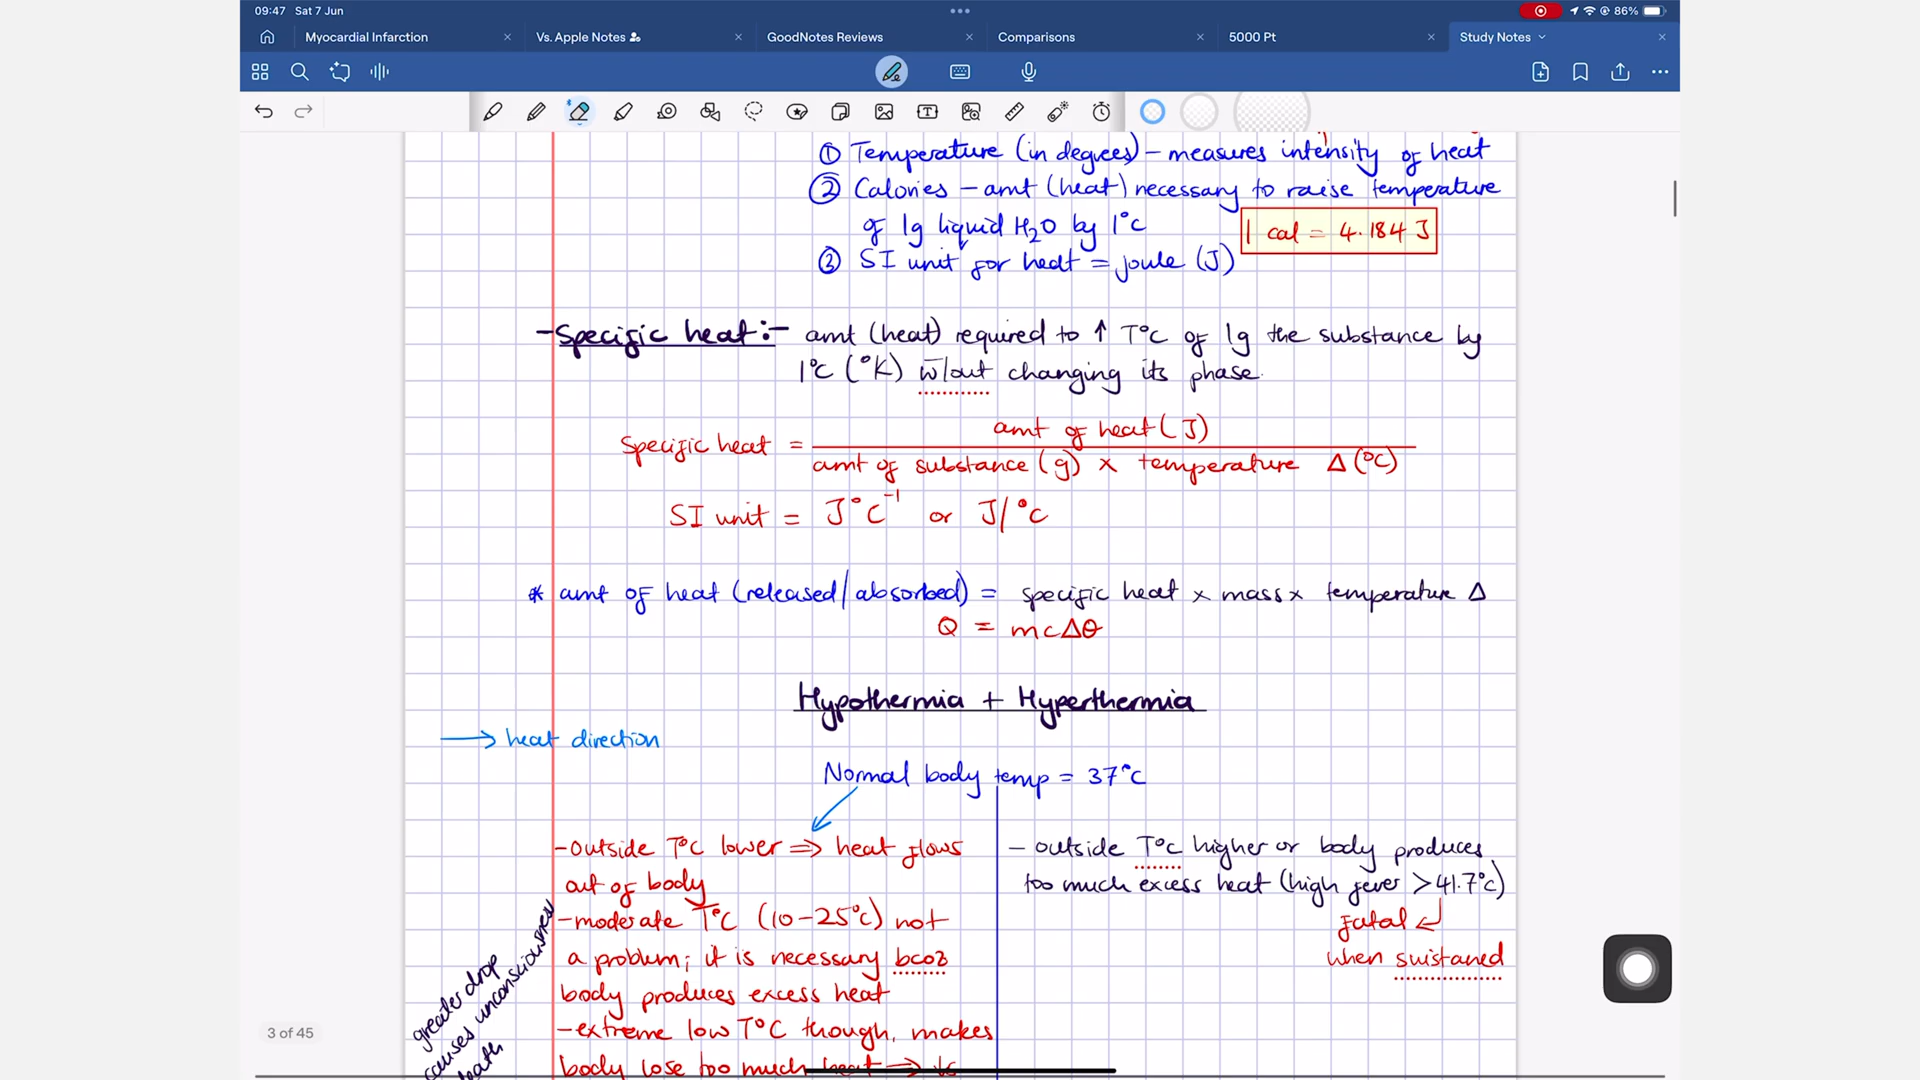 09:47 Sat 7 Jun
86%
Myocardial Infarction
Vs. Apple Notes
GoodNotes Reviews
Comparisons
5000 Pt
Study Notes
① Temperature (in degrees) – measures intensity of heat
② Calories – amt (heat) necessary to raise temperature
of 1g liquid H₂O by 1°C
1 cal = 4.184 J
③ SI unit for heat = joule (J)
- Specific heat:- amt (heat) required to ↑ T°C of 1g the substance by
1°C (°K) w/out changing its phase.
Specific heat = amt of heat (J)
amt of substance (g) × temperature Δ (°C)
SI unit = J°C⁻¹ or J/°C
* amt of heat (released/absorbed) = specific heat × mass × temperature Δ
Q = mcΔθ
Hypothermia + Hyperthermia
→ heat direction
Normal body temp = 37°C
- outside T°C lower ⇒ heat flows
out of body
- moderate T°C (10-25°C) not
a problem; it is necessary bcoz
body produces excess heat
- extreme low T°C though, makes
body lose too much heat ⇒
- outside T°C higher or body produces
too much excess heat (high fever >41.7°C)
fatal ↵
when suistaned
greater drop
causes unconsciousness
3 of 45